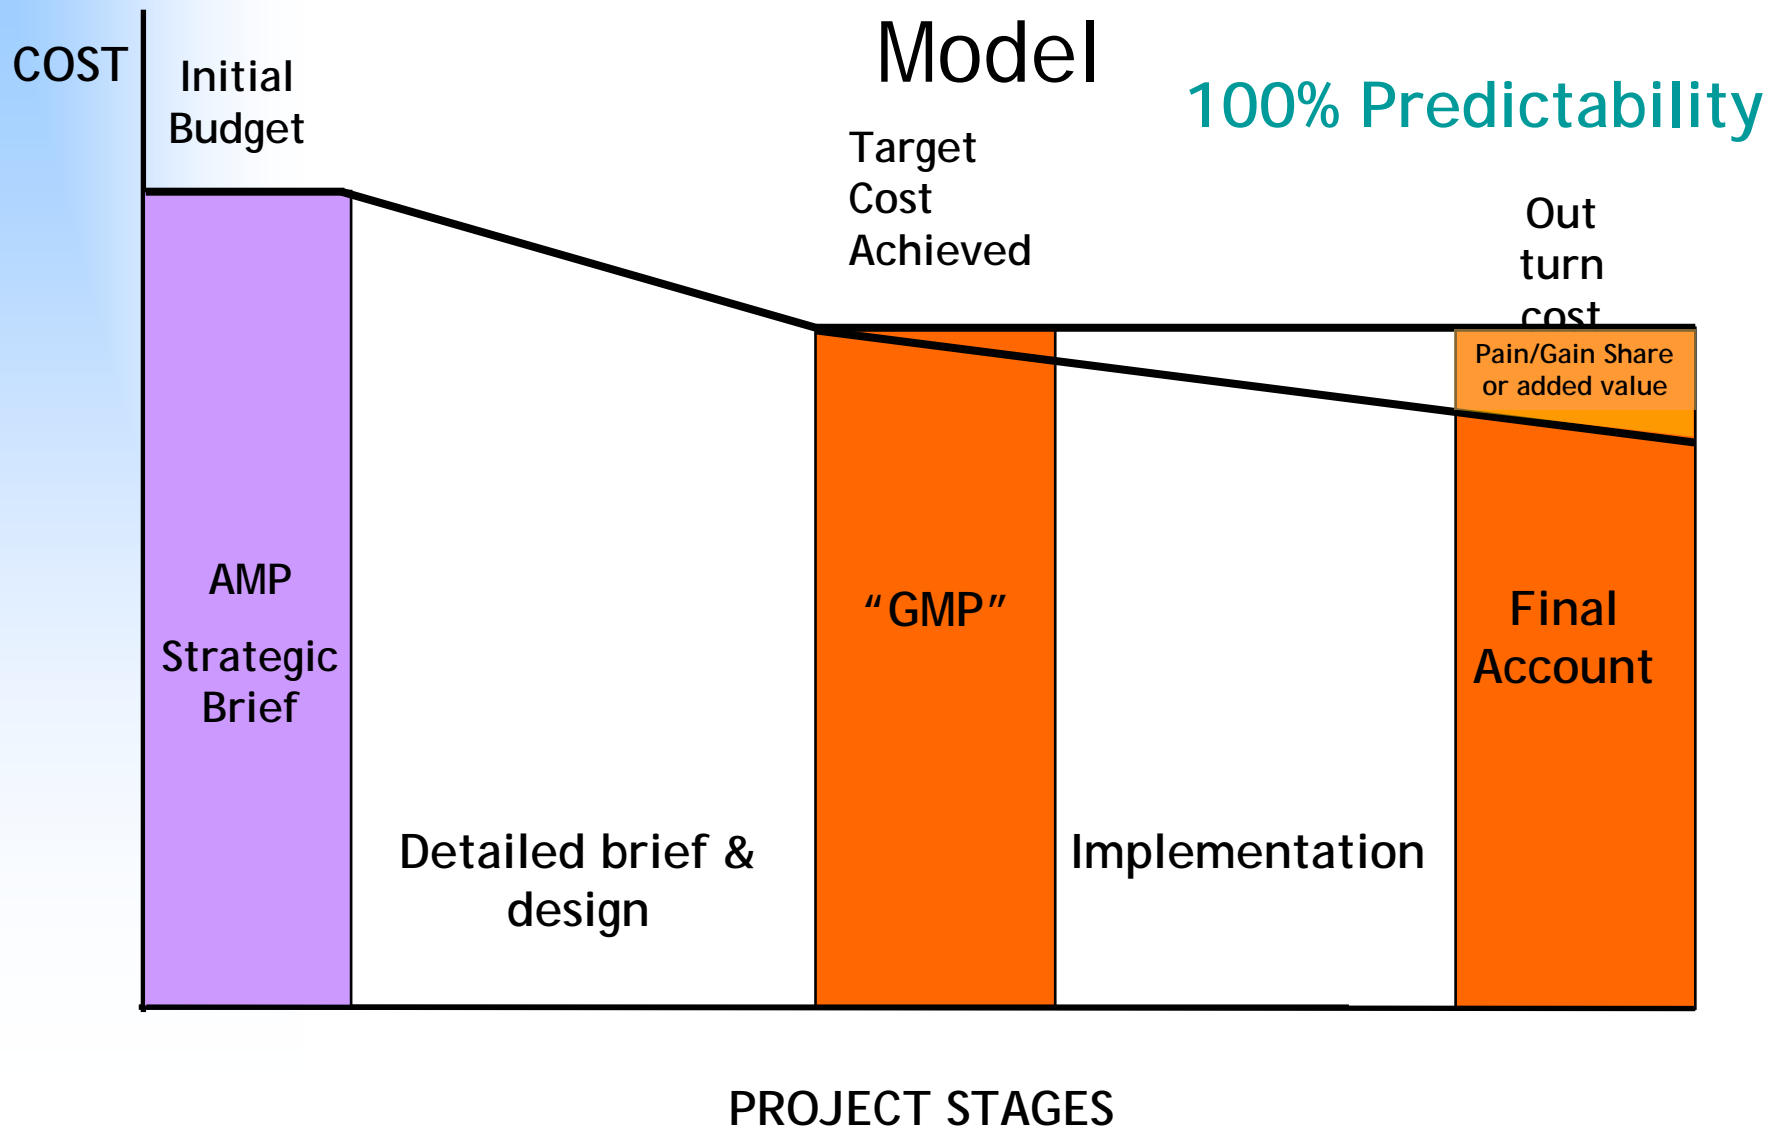 Model
COST
Initial
Budget
100% Predictability
Target
Cost
Achieved
Out
turn
cost
Pain/Gain Share
or added value
AMP
Strategic
Brief
“GMP”
Final
Account
Detailed brief &
design
Implementation
PROJECT STAGES